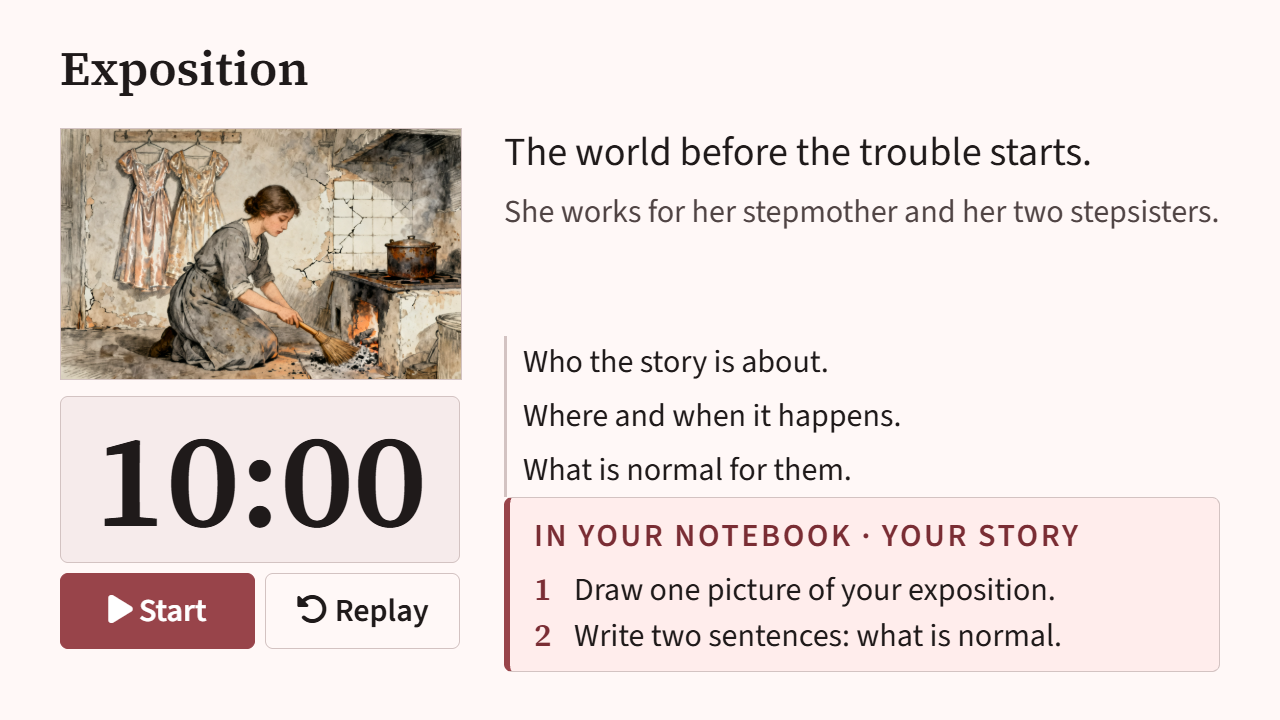 Exposition
The world before the trouble starts.
She works for her stepmother and her two stepsisters.
Who the story is about.
Where and when it happens.
What is normal for them.
10:00
Start
Replay
IN YOUR NOTEBOOK · YOUR STORY
1 Draw one picture of your exposition.
2 Write two sentences: what is normal.